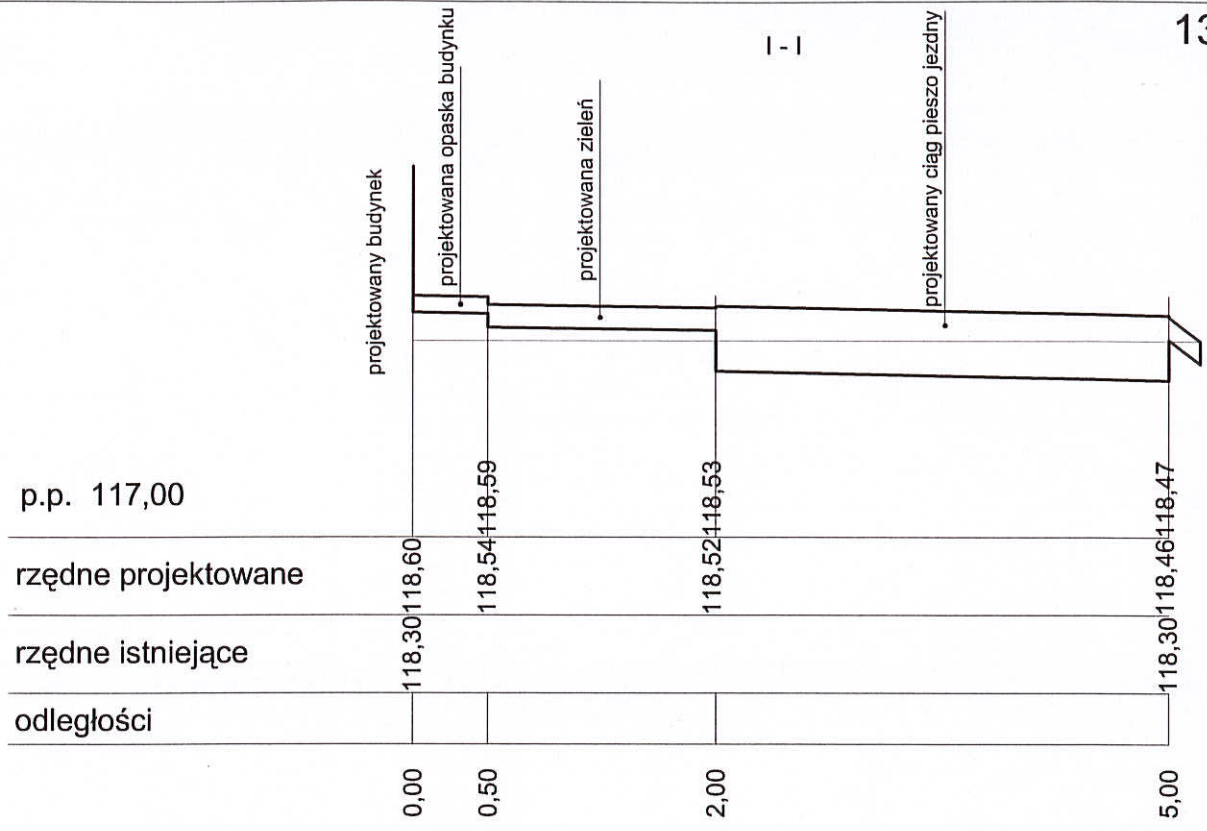 I - I
13
projektowany budynek
projektowana opaska budynku
projektowana zieleń
projektowany ciąg pieszo jezdny
p.p. 117,00
118,59
118,53
118,47
rzędne projektowane
118,60
118,54
118,52
118,46
rzędne istniejące
118,30
118,30
odległości
0,00
0,50
2,00
5,00